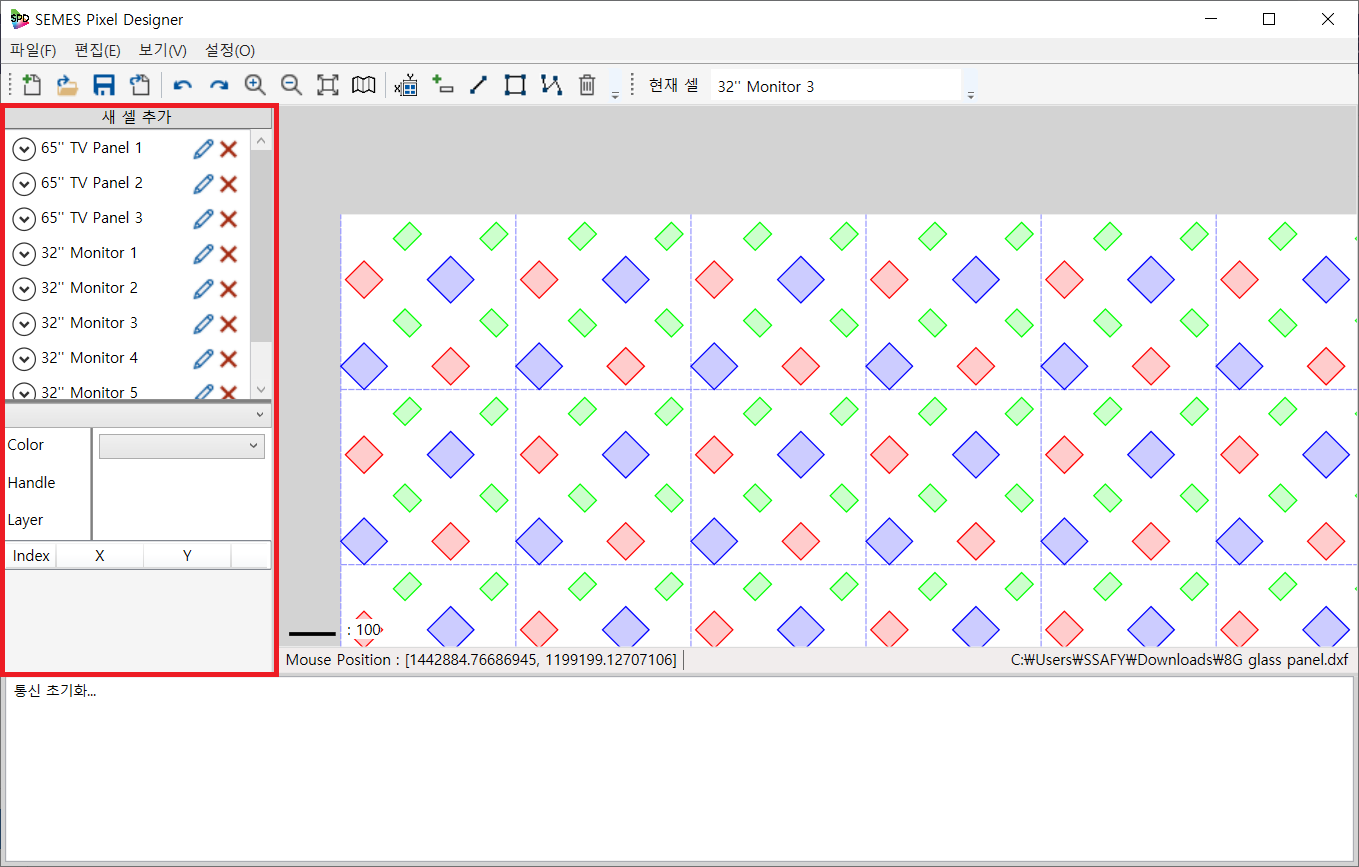 SPD SEMES Pixel Designer
파일(F) 편집(E) 보기(V) 설정(O)
현재 셀 32'' Monitor 3
새 셀 추가
65'' TV Panel 1
65'' TV Panel 2
65'' TV Panel 3
32'' Monitor 1
32'' Monitor 2
32'' Monitor 3
32'' Monitor 4
32'' Monitor 5
Color
Handle
Layer
Index X Y
: 100
Mouse Position : [1442884.76686945, 1199199.12707106]
C:₩Users₩SSAFY₩Downloads₩8G glass panel.dxf
통신 초기화...